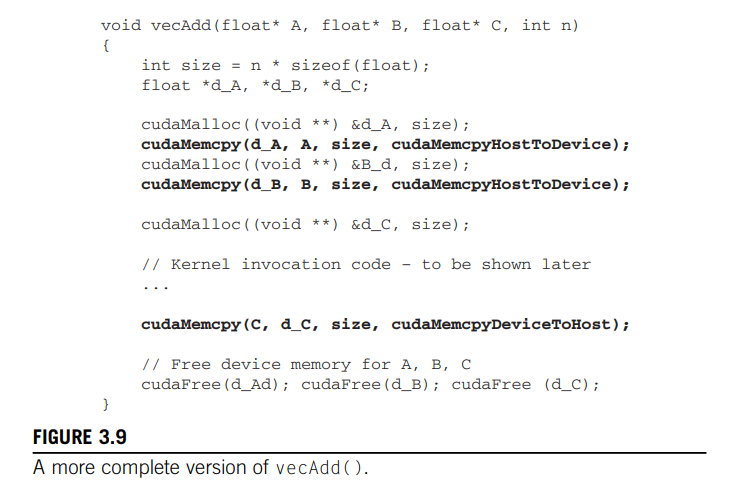 void vecAdd(float* A, float* B, float* C, int n)
{
int size = n * sizeof(float);
float *d_A, *d_B, *d_C;
cudaMalloc((void **) &d_A, size);
cudaMemcpy(d_A, A, size, cudaMemcpyHostToDevice);
cudaMalloc((void **) &B_d, size);
cudaMemcpy(d_B, B, size, cudaMemcpyHostToDevice);
cudaMalloc((void **) &d_C, size);
// Kernel invocation code – to be shown later
...
cudaMemcpy(C, d_C, size, cudaMemcpyDeviceToHost);
// Free device memory for A, B, C
cudaFree(d_Ad); cudaFree(d_B); cudaFree (d_C);
}
FIGURE 3.9
A more complete version of vecAdd().